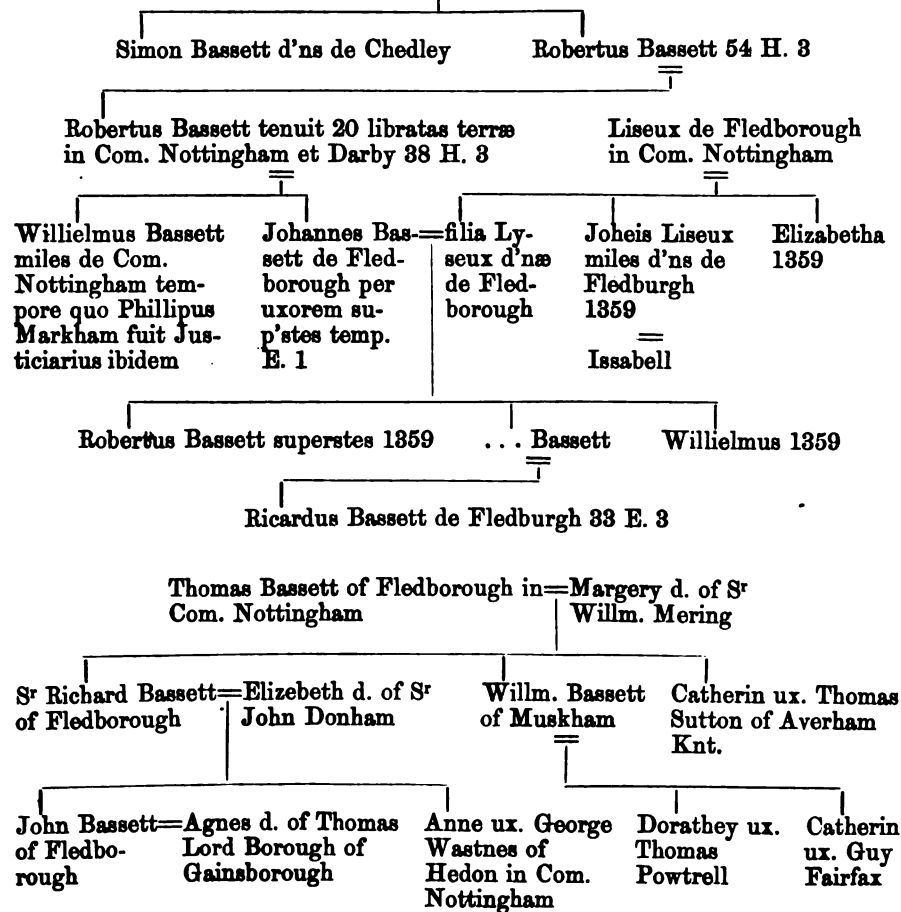 Simon Bassett d'ns de Chedley
Robertus Bassett 54 H. 3
Robertus Bassett tenuit 20 libratas terræ
in Com. Nottingham et Darby 38 H. 3
Liseux de Fledborough
in Com. Nottingham
Willielmus Bassett
miles de Com.
Nottingham tem-
pore quo Phillipus
Markham fuit Jus-
ticiarius ibidem
Johannes Bas-
sett de Fled-
borough per
uxorem su-
p'stes temp.
E. 1
=filia Ly-
seux d'næ
de Fled-
borough
Joheis Liseux
miles d'ns de
Fledburgh
1359
=
Issabell
Elizabetha
1359
Robertus Bassett superstes 1359
... Bassett
Willielmus 1359
Ricardus Bassett de Fledburgh 33 E. 3
Thomas Bassett of Fledborough in=Margery d. of Sr
Com. Nottingham
Willm. Mering
Sr Richard Bassett=Elizebeth d. of Sr
of Fledborough
John Donham
Willm. Bassett
of Muskham
Catherin ux. Thomas
Sutton of Averham
Knt.
John Bassett=Agnes d. of Thomas
of Fledbo-
rough
Lord Borough of
Gainsborough
Anne ux. George
Wastnes of
Hedon in Com.
Nottingham
Dorathey ux.
Thomas
Powtrell
Catherin
ux. Guy
Fairfax